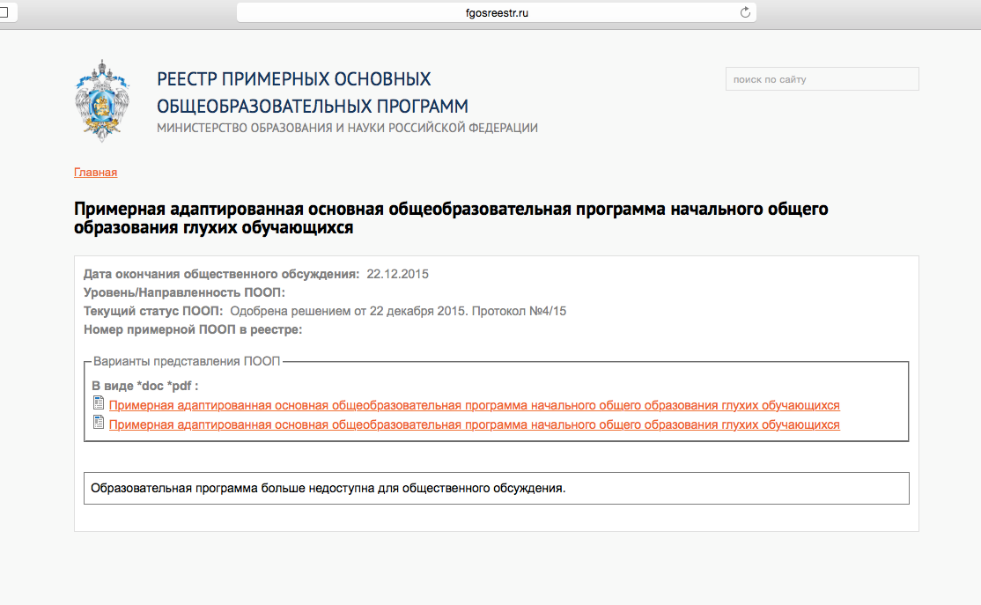 fgosreestr.ru
РЕЕСТР ПРИМЕРНЫХ ОСНОВНЫХ
ОБЩЕОБРАЗОВАТЕЛЬНЫХ ПРОГРАММ
МИНИСТЕРСТВО ОБРАЗОВАНИЯ И НАУКИ РОССИЙСКОЙ ФЕДЕРАЦИИ
поиск по сайту
Главная
Примерная адаптированная основная общеобразовательная программа начального общего
образования глухих обучающихся
Дата окончания общественного обсуждения: 22.12.2015
Уровень/Направленность ПООП:
Текущий статус ПООП: Одобрена решением от 22 декабря 2015. Протокол №4/15
Номер примерной ПООП в реестре:
Варианты представления ПООП
В виде *doc *pdf :
Примерная адаптированная основная общеобразовательная программа начального общего образования глухих обучающихся
Примерная адаптированная основная общеобразовательная программа начального общего образования глухих обучающихся
Образовательная программа больше недоступна для общественного обсуждения.